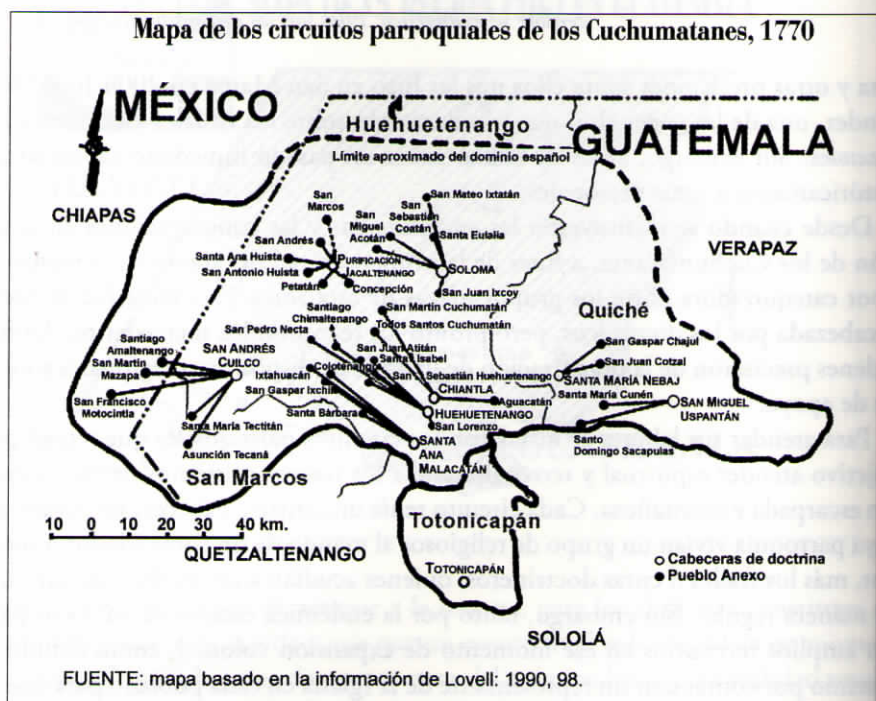 Mapa de los circuitos parroquiales de los Cuchumatanes, 1770
MÉXICO
Huehuetenango
GUATEMALA
Límite aproximado del dominio español
CHIAPAS
VERAPAZ
San
Marcos
San
Miguel
Acotán
San
Sebastián
Coatán
San Mateo Ixtatán
Santa Eulalia
San Andrés
Santa Ana Huista
San Antonio Huista
Petatán
PURIFICACIÓN
JACALTENANGO
Concepción
SOLOMA
San Juan Ixcoy
San Martín Cuchumatán
Todos Santos Cuchumatán
Quiché
Santiago
Chimaltenango
San Pedro Necta
San Juan Atitán
Santa Isabel
San Gaspar Chajul
San Juan Cotzal
Santiago
Amaltenango
SAN ANDRÉS
CUILCO
San Martín
Mazapa
Colotenango
Ixtahuacán
San Gaspar Ixchil
San Sebastián Huehuetenango
CHIANTLA
SANTA MARÍA NEBAJ
Santa María Cunén
San Francisco
Motocintla
Aguacatán
HUEHUETENANGO
SAN MIGUEL
USPANTÁN
Santa Bárbara
San Lorenzo
Santa María Tectitán
Asunción Tecaná
SANTA
ANA
MALACATÁN
Santo
Domingo Sacapulas
San Marcos
10 0 10 20 30 40 km.
QUETZALTENANGO
Totonicapán
TOTONICAPÁN
Cabeceras de doctrina
Pueblo Anexo
SOLOLÁ
FUENTE: mapa basado en la información de Lovell: 1990, 98.